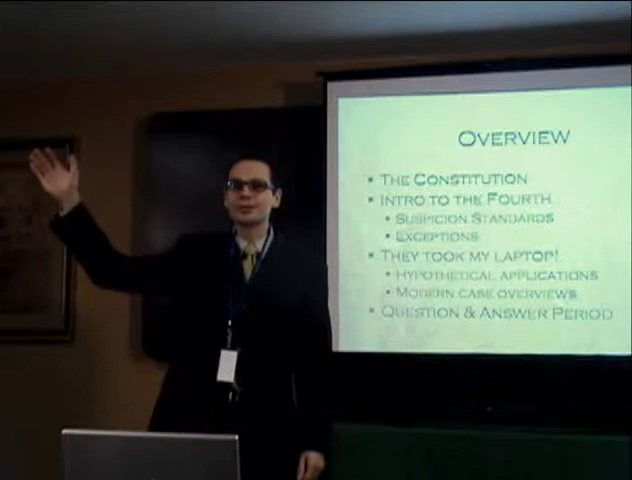 OVERVIEW
THE CONSTITUTION
INTRO TO THE FOURTH
SUSPICION STANDARDS
EXCEPTIONS
THEY TOOK MY LAPTOP!
HYPOTHETICAL APPLICATIONS
MODERN CASE OVERVIEWS
QUESTION & ANSWER PERIOD